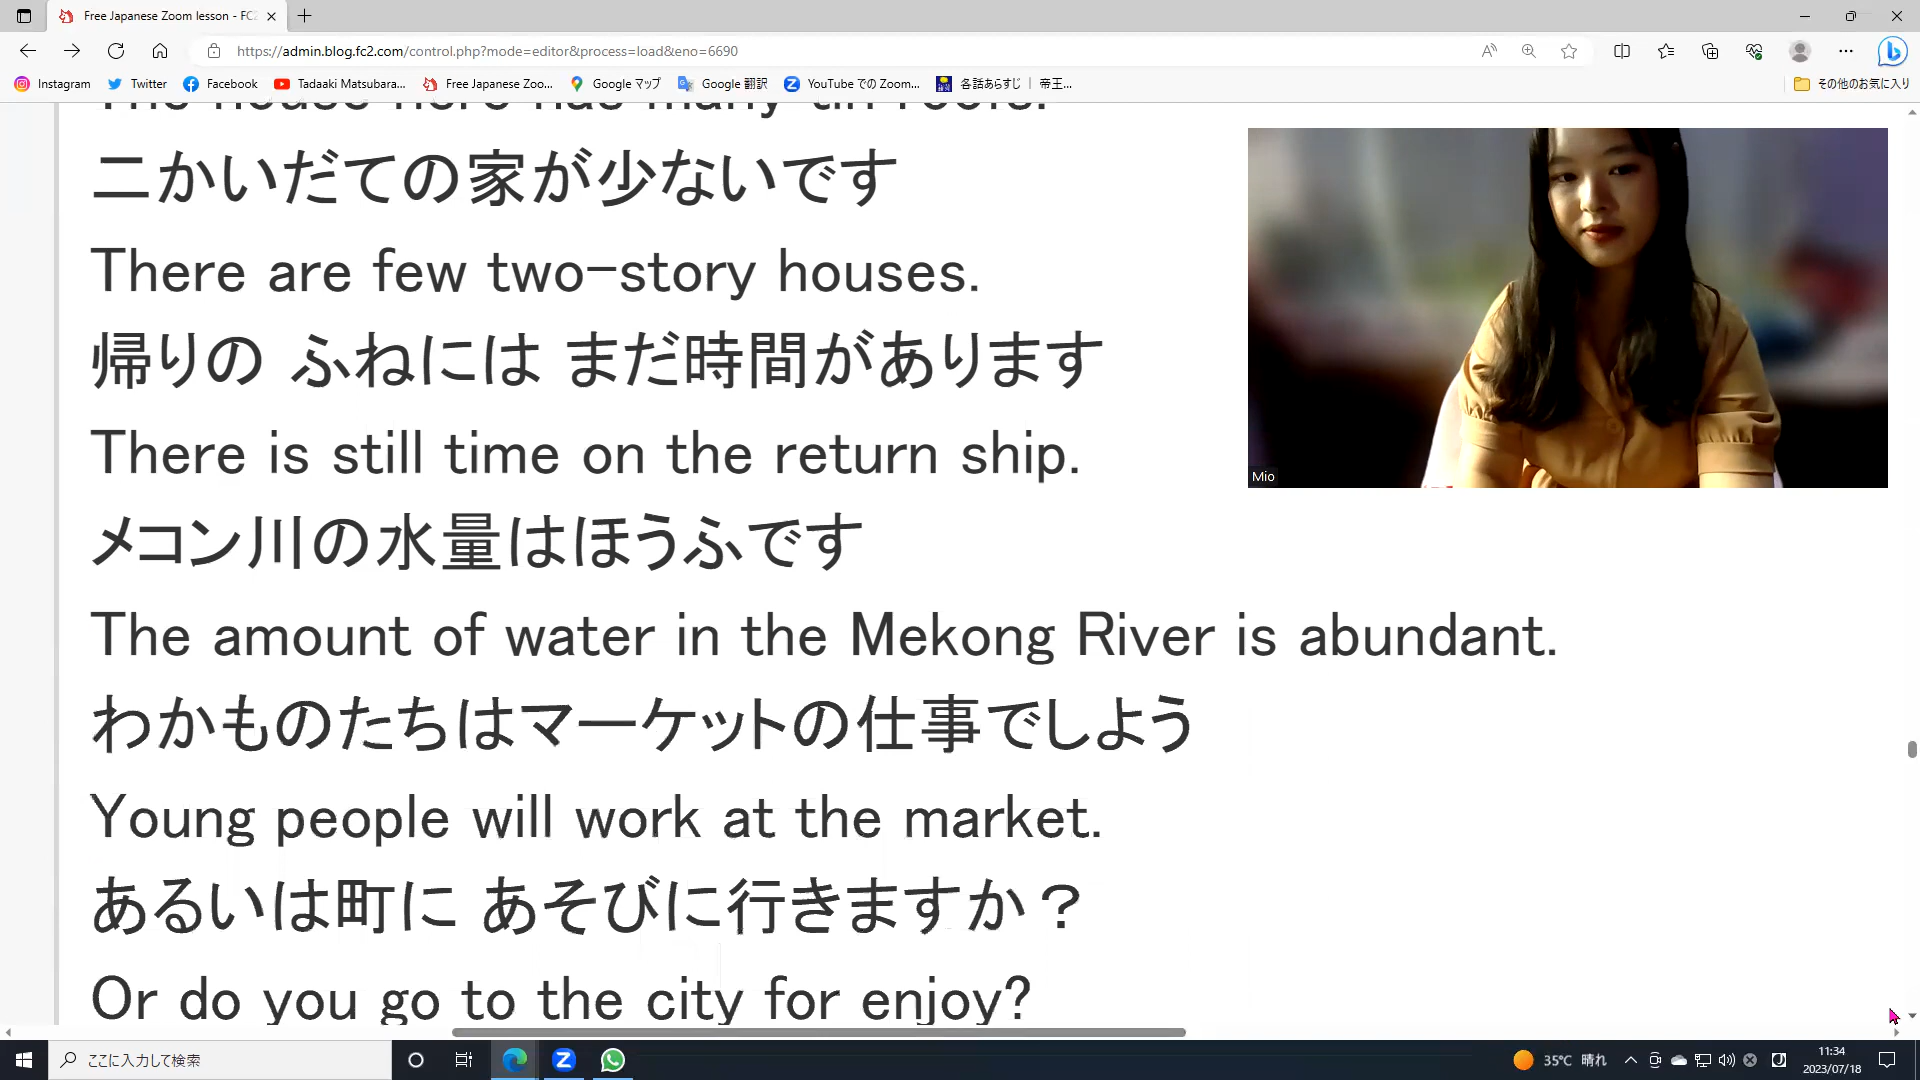 Free Japanese Zoom lesson - FC2
https://admin.blog.fc2.com/control.php?mode=editor&process=load&eno=6690
Instagram Twitter Facebook Tadaaki Matsubara... Free Japanese Zoo... Google マップ Google 翻訳 YouTube での Zoom... 各話あらすじ | 帝王... その他のお気に入り
The house here has many tin roofs.
二かいだての家が少ないです
There are few two-story houses.
帰りの ふねには まだ時間があります
There is still time on the return ship.
メコン川の水量はほうふです
The amount of water in the Mekong River is abundant.
わかものたちはマーケットの仕事でしよう
Young people will work at the market.
あるいは町に あそびに行きますか？
Or do you go to the city for enjoy?
Mio
ここに入力して検索
35℃ 晴れ
11:34
2023/07/18